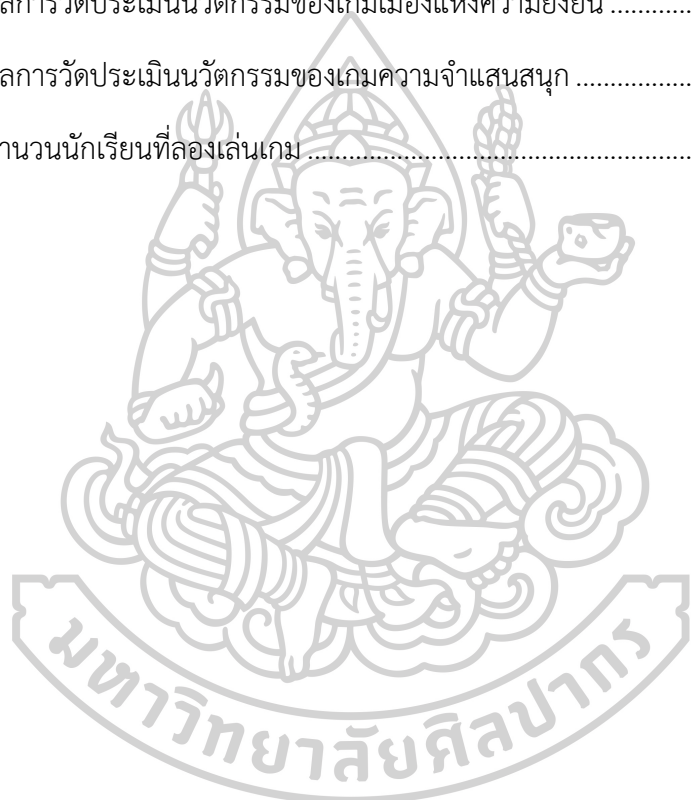 ลการวัดประเมินนวัตกรรมของเกมเมืองแห่งความยั่งยืน ............
ลการวัดประเมินนวัตกรรมของเกมความจำแสนสนุก .................
านวนนักเรียนที่ลองเล่นเกม ........................................................
มหาวิทยาลัยศิลปากร